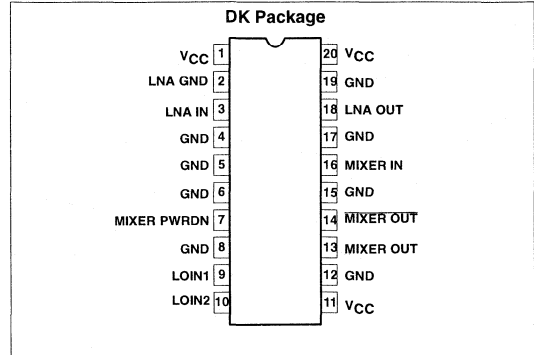 DK Package
VCC 1 20 VCC
LNA GND 2 19 GND
LNA IN 3 18 LNA OUT
GND 4 17 GND
GND 5 16 MIXER IN
GND 6 15 GND
MIXER PWRDN 7 14 MIXER OUT
GND 8 13 MIXER OUT
LOIN1 9 12 GND
LOIN2 10 11 VCC